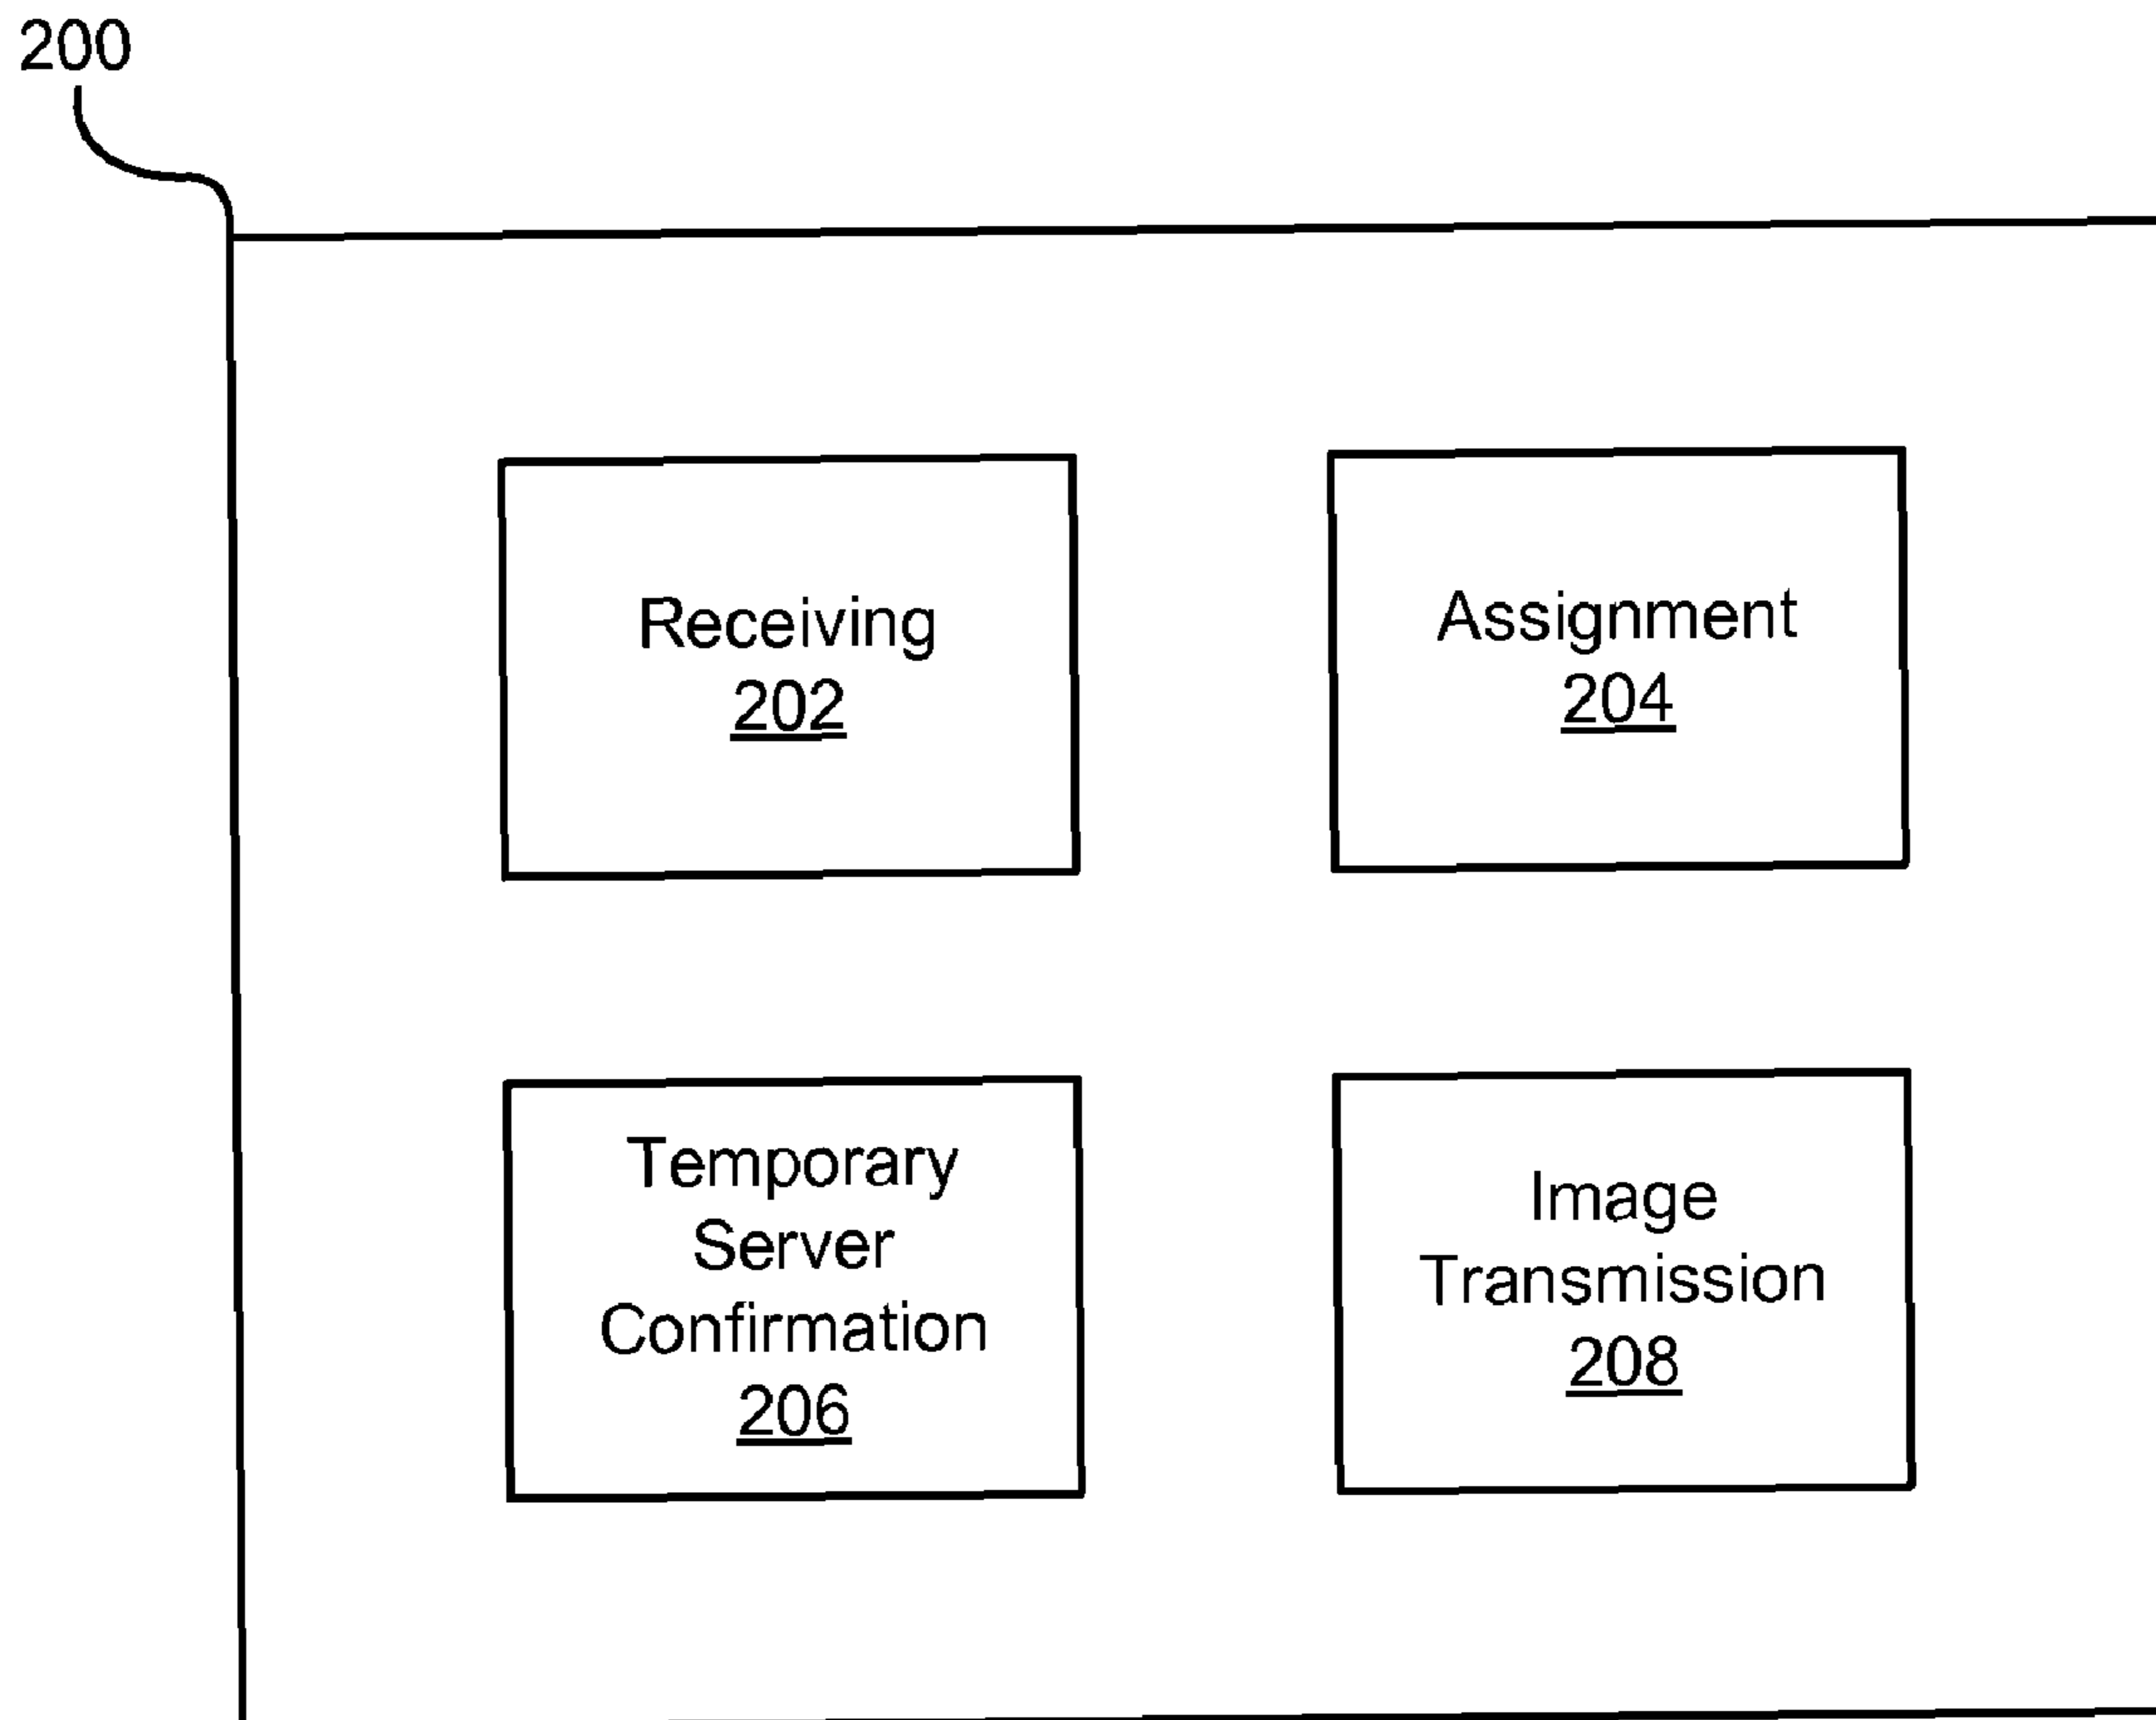 200
Receiving
202
Assignment
204
Temporary
Server
Confirmation
206
Image
Transmission
208